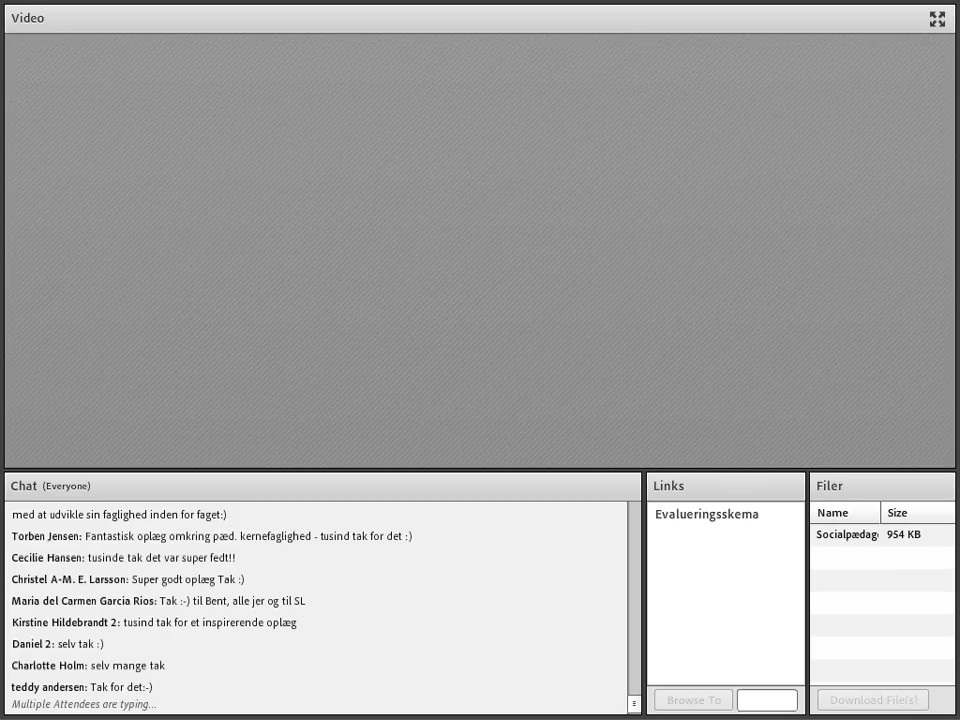 Video
Chat (Everyone)
med at udvikle sin faglighed inden for faget:)
Torben Jensen: Fantastisk oplæg omkring pæd. kernefaglighed - tusind tak for det :)
Cecilie Hansen: tusinde tak det var super fedt!!
Christel A-M. E. Larsson: Super godt oplæg Tak :)
Maria del Carmen Garcia Rios: Tak :-) til Bent, alle jer og til SL
Kirstine Hildebrandt 2: tusind tak for et inspirerende oplæg
Daniel 2: selv tak :)
Charlotte Holm: selv mange tak
teddy andersen: Tak for det:-)
Multiple Attendees are typing...
Links
Evalueringsskema
Browse To
Filer
Name Size
Socialpædag 954 KB
Download File(s)